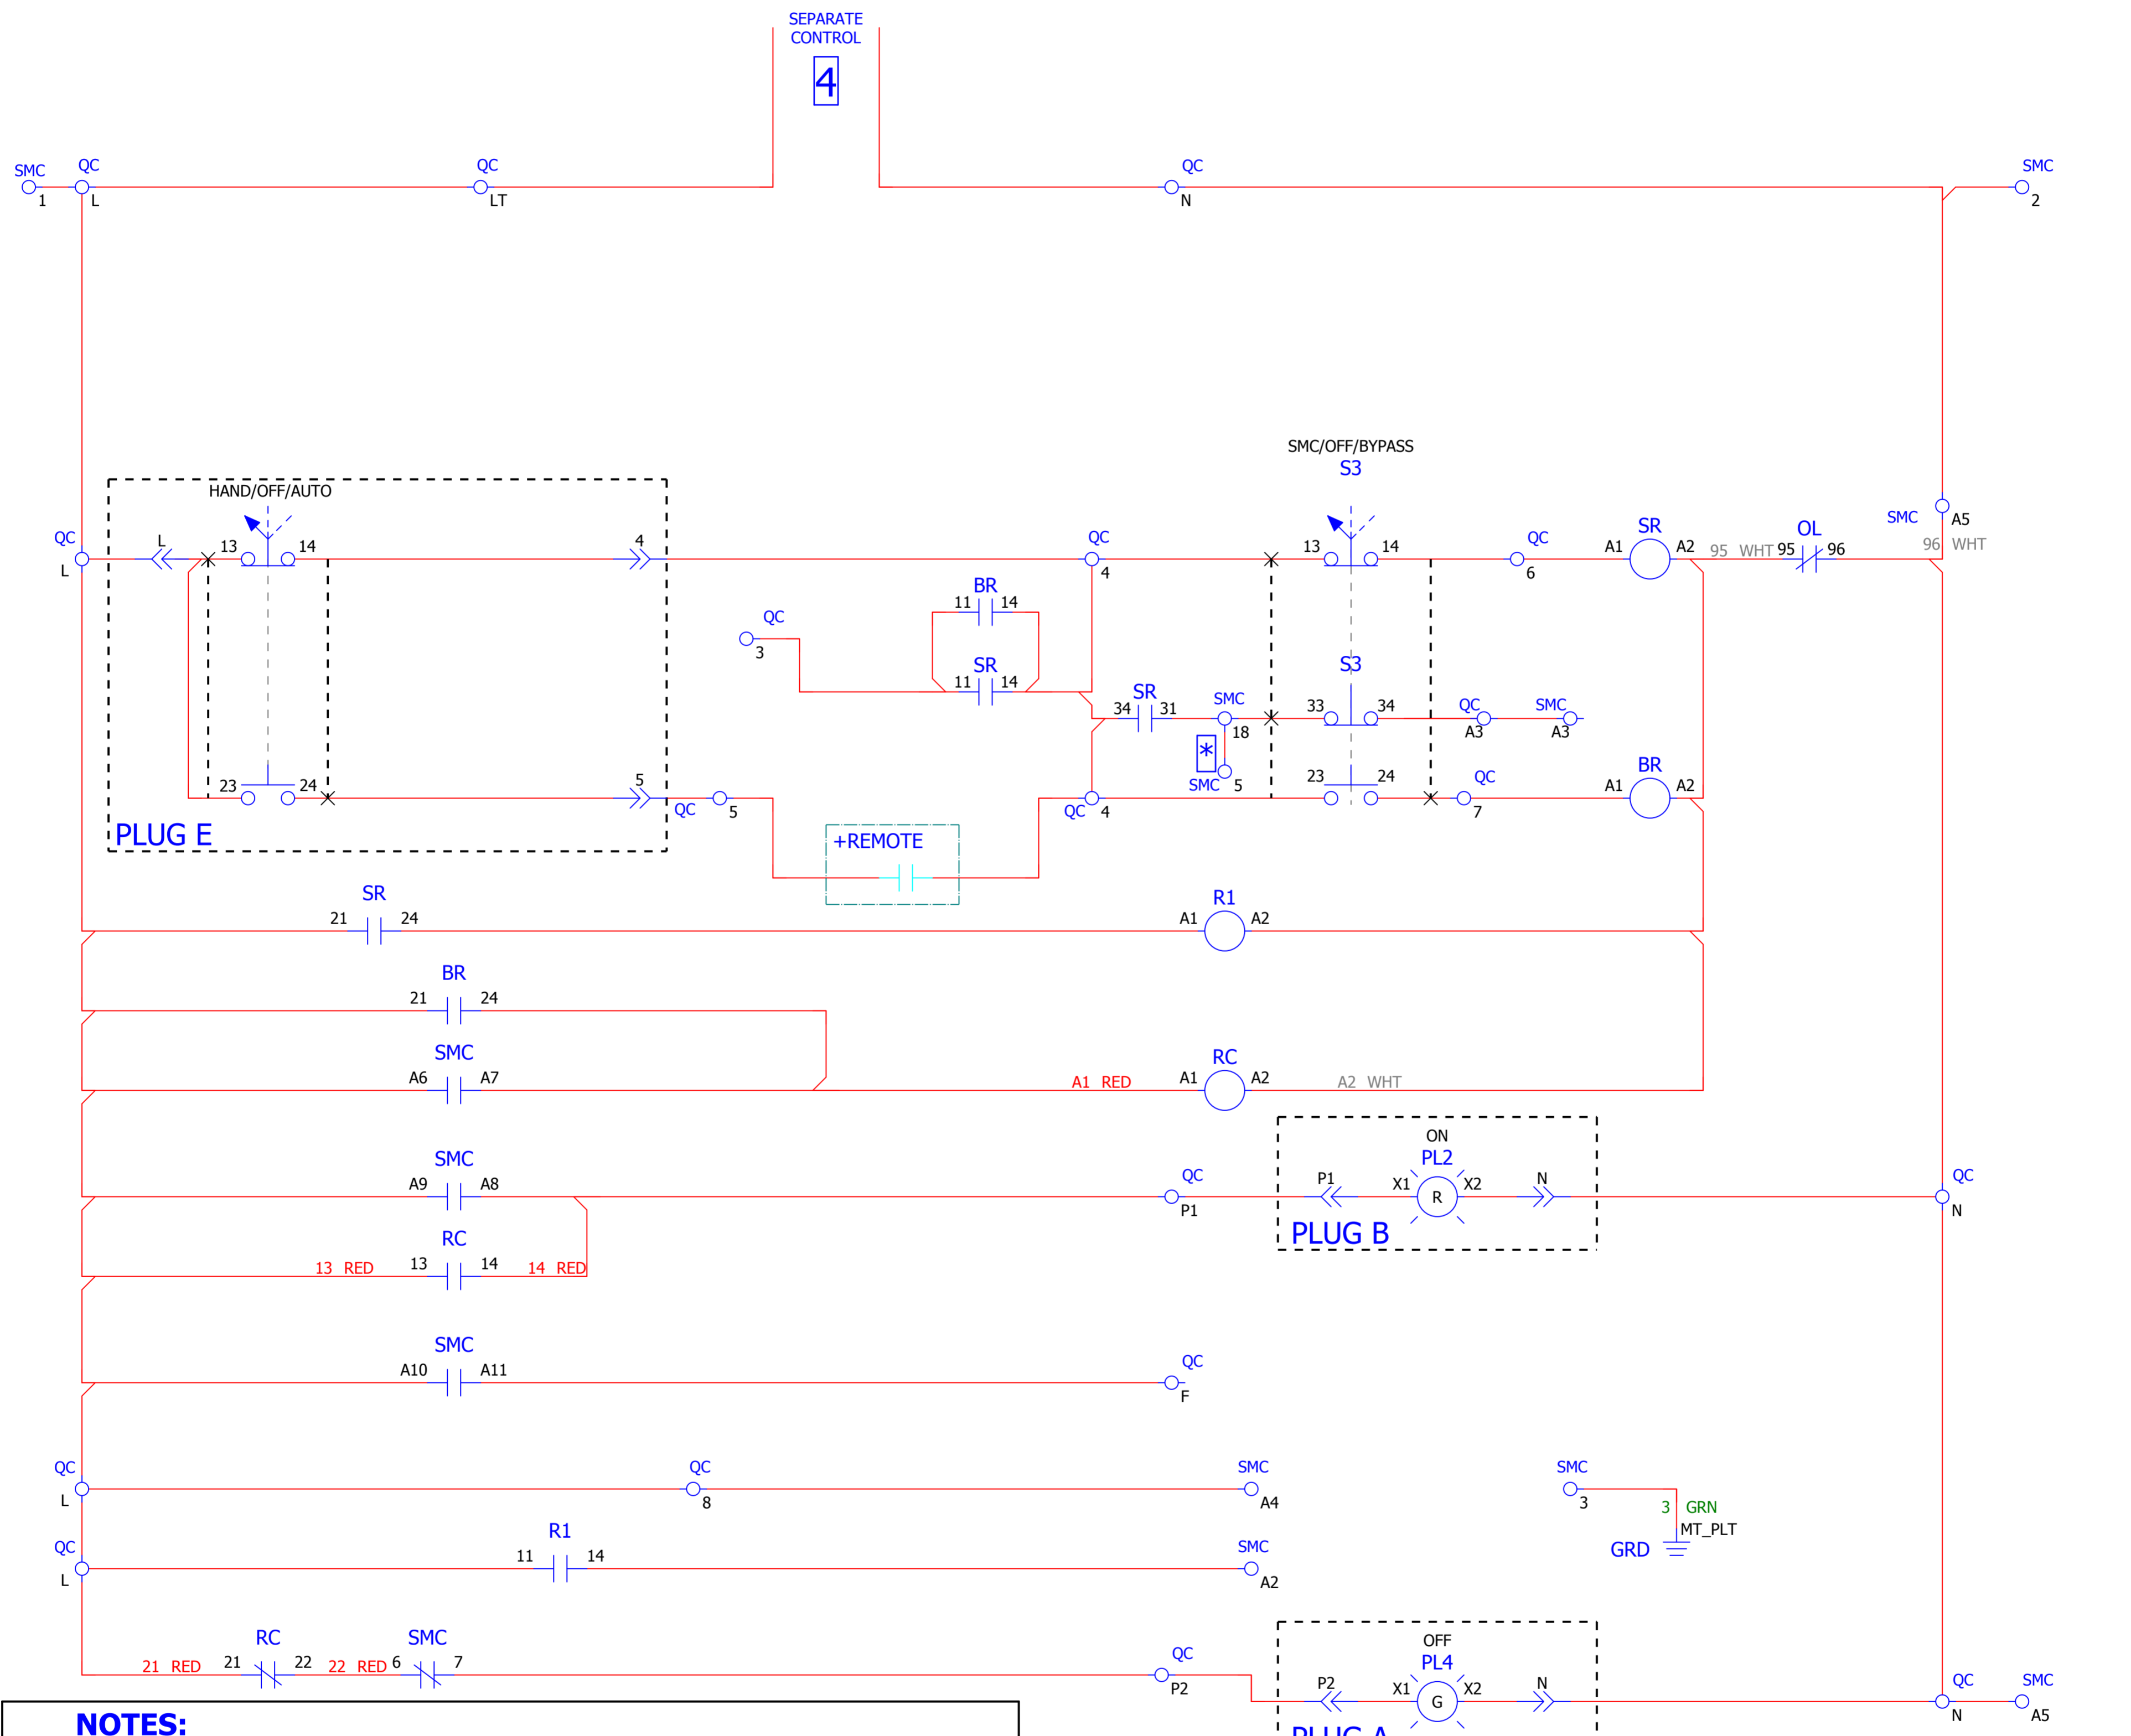 SEPARATE
CONTROL
4
SMC
QC
QC
QC
SMC
1
L
LT
N
2
SMC/OFF/BYPASS
S3
HAND/OFF/AUTO
QC
L
13
14
4
QC
13
14
QC
A1
SR
A2
95 WHT
95
OL
96
SMC
A5
96 WHT
L
4
6
BR
11
14
QC
3
SR
11
14
SR
34
31
SMC
18
S3
33
34
QC
A3
SMC
A3
*
SMC
5
23
24
5
QC
5
QC
4
23
24
QC
7
A1
BR
A2
PLUG E
+REMOTE
SR
21
24
R1
A1
A2
BR
21
24
SMC
A6
A7
A1 RED
RC
A1
A2
A2 WHT
ON
PL2
SMC
A9
A8
QC
P1
P1
X1
R
X2
N
QC
N
PLUG B
RC
13 RED
13
14
14 RED
SMC
A10
A11
QC
F
QC
L
QC
8
SMC
A4
SMC
3
3 GRN
MT_PLT
GRD
QC
L
R1
11
14
SMC
A2
OFF
PL4
RC
SMC
21 RED
21
22
22 RED
6
7
QC
P2
P2
X1
G
X2
N
QC
N
SMC
A5
NOTES:
PLUG A